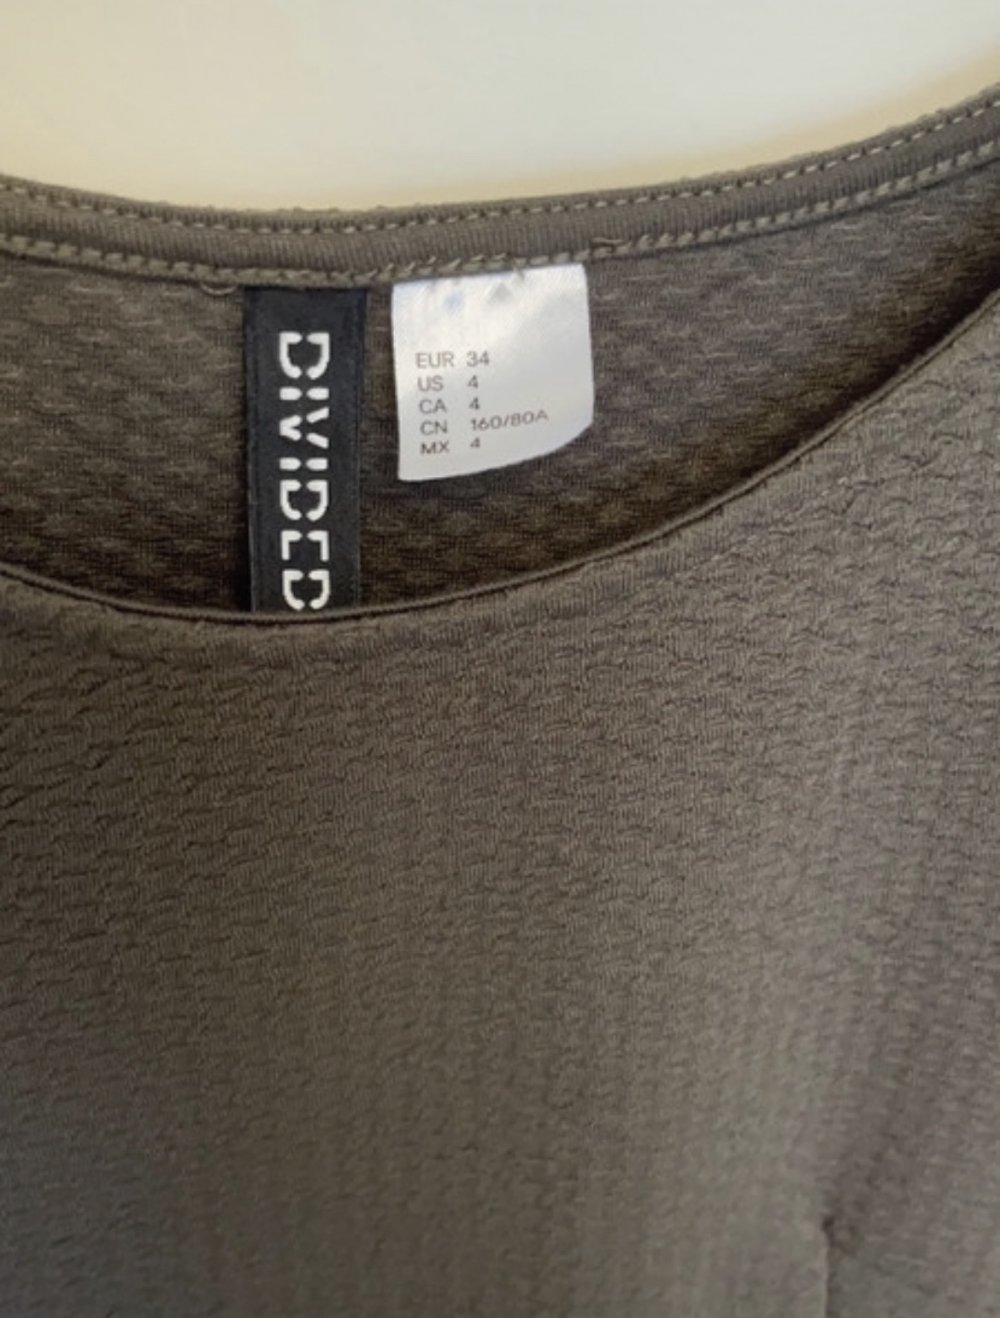 DIVIDED
EUR 34
US 4
CA 4
CN 160/80A
MX 4